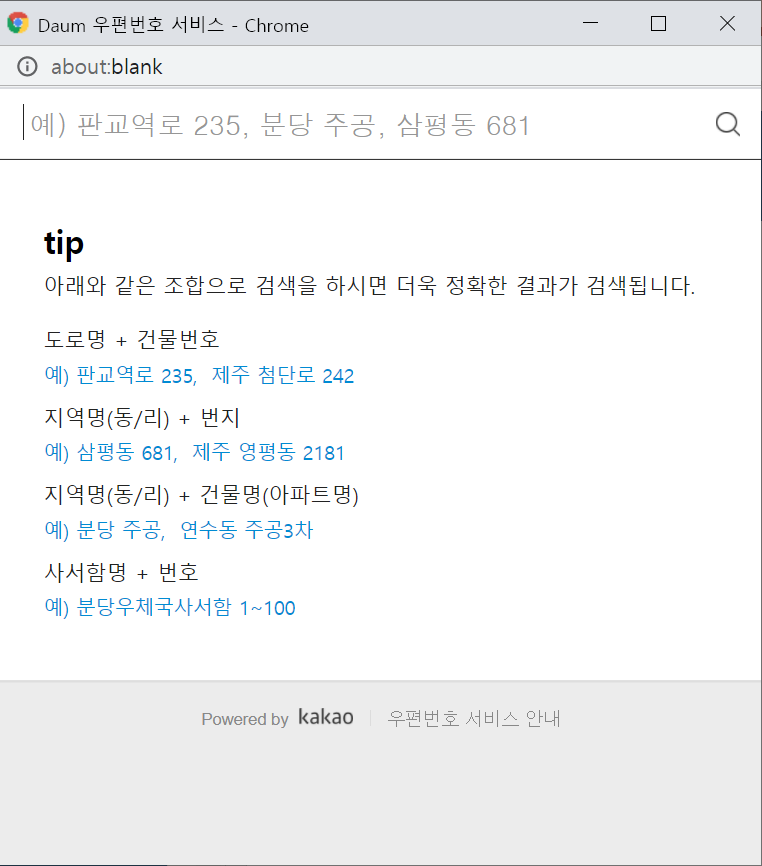 Daum 우편번호 서비스 - Chrome
about:blank
예) 판교역로 235, 분당 주공, 삼평동 681
tip
아래와 같은 조합으로 검색을 하시면 더욱 정확한 결과가 검색됩니다.
도로명 + 건물번호
예) 판교역로 235, 제주 첨단로 242
지역명(동/리) + 번지
예) 삼평동 681, 제주 영평동 2181
지역명(동/리) + 건물명(아파트명)
예) 분당 주공, 연수동 주공3차
사서함명 + 번호
예) 분당우체국사서함 1~100
Powered by kakao 우편번호 서비스 안내